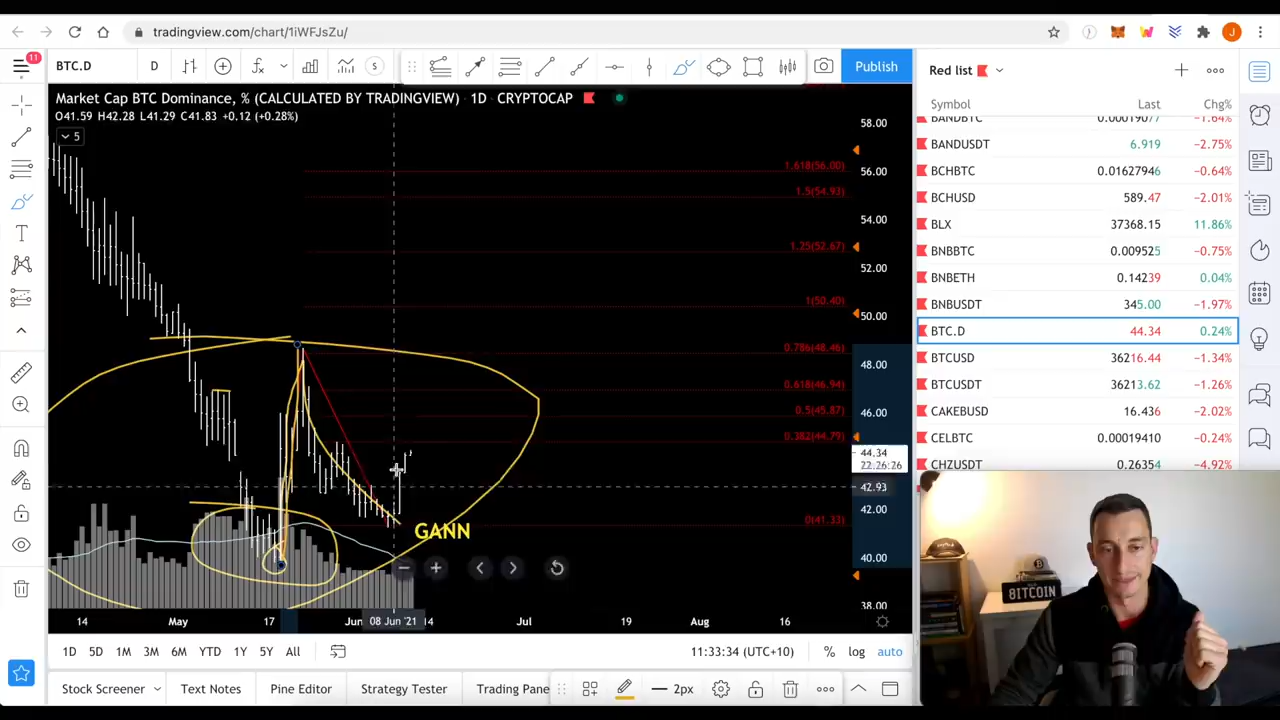 tradingview.com/chart/1iWFJsZu/
J
11
BTC.D
D
S
Publish
Red list
Market Cap BTC Dominance, % (CALCULATED BY TRADINGVIEW) · 1D · CRYPTOCAP
O41.59 H42.28 L41.29 C41.83 +0.12 (+0.28%)
5
58.00
56.00
54.00
52.00
50.00
48.00
46.00
44.34
22:26:26
42.93
42.00
40.00
38.00
1.618(56.00)
1.5(54.93)
1.25(52.67)
1(50.40)
0.786(48.46)
0.618(46.94)
0.5(45.87)
0.382(44.79)
0(41.33)
GANN
14
May
17
Jun
08 Jun '21
14
Jul
19
Aug
16
1D 5D 1M 3M 6M YTD 1Y 5Y All
11:33:34 (UTC+10)
% log auto
Stock Screener
Text Notes
Pine Editor
Strategy Tester
Trading Pane
2px
Symbol Last Chg%
BANDBTC 0.00019077 −1.64%
BANDUSDT 6.919 −2.75%
BCHBTC 0.01627946 −0.64%
BCHUSD 589.47 −2.01%
BLX 37368.15 11.86%
BNBBTC 0.009525 −0.75%
BNBETH 0.14239 0.04%
BNBUSDT 345.00 −1.97%
BTC.D 44.34 0.24%
BTCUSD 36216.44 −1.34%
BTCUSDT 36213.62 −1.26%
CAKEBUSD 16.436 −2.02%
CELBTC 0.00019410 −0.24%
CHZUSDT 0.26354 −4.92%
BITCOIN